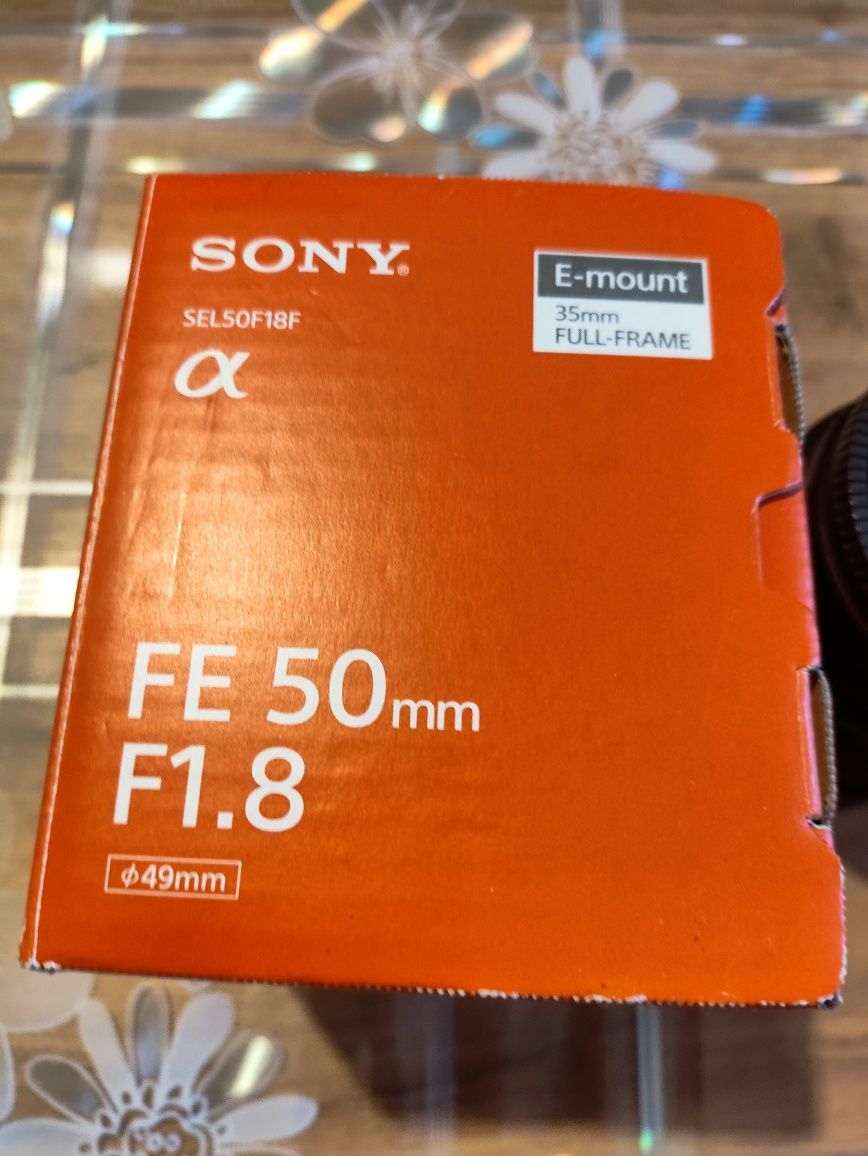 SONY®
E-mount
35mm
FULL-FRAME
SEL50F18F
α
FE 50mm
F1.8
ϕ49mm